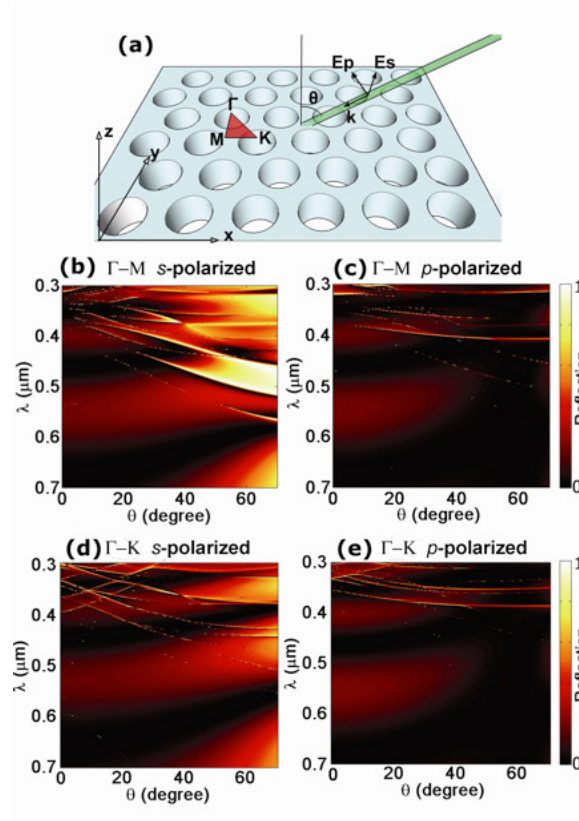 (a)
Ep Es
θ
k
Γ
M K
z
y
x
(b) Γ–M s-polarized
(c) Γ–M p-polarized
0.3
0.4
0.5
0.6
0.7
λ (μm)
0 20 40 60
θ (degree)
0 20 40 60
θ (degree)
1
0
Reflection
(d) Γ–K s-polarized
(e) Γ–K p-polarized
0.3
0.4
0.5
0.6
0.7
λ (μm)
0.3
0.4
0.5
0.6
0.7
λ (μm)
0.3
0.4
0.5
0.6
0.7
λ (μm)
0 20 40 60
θ (degree)
0 20 40 60
θ (degree)
1
0
Reflection